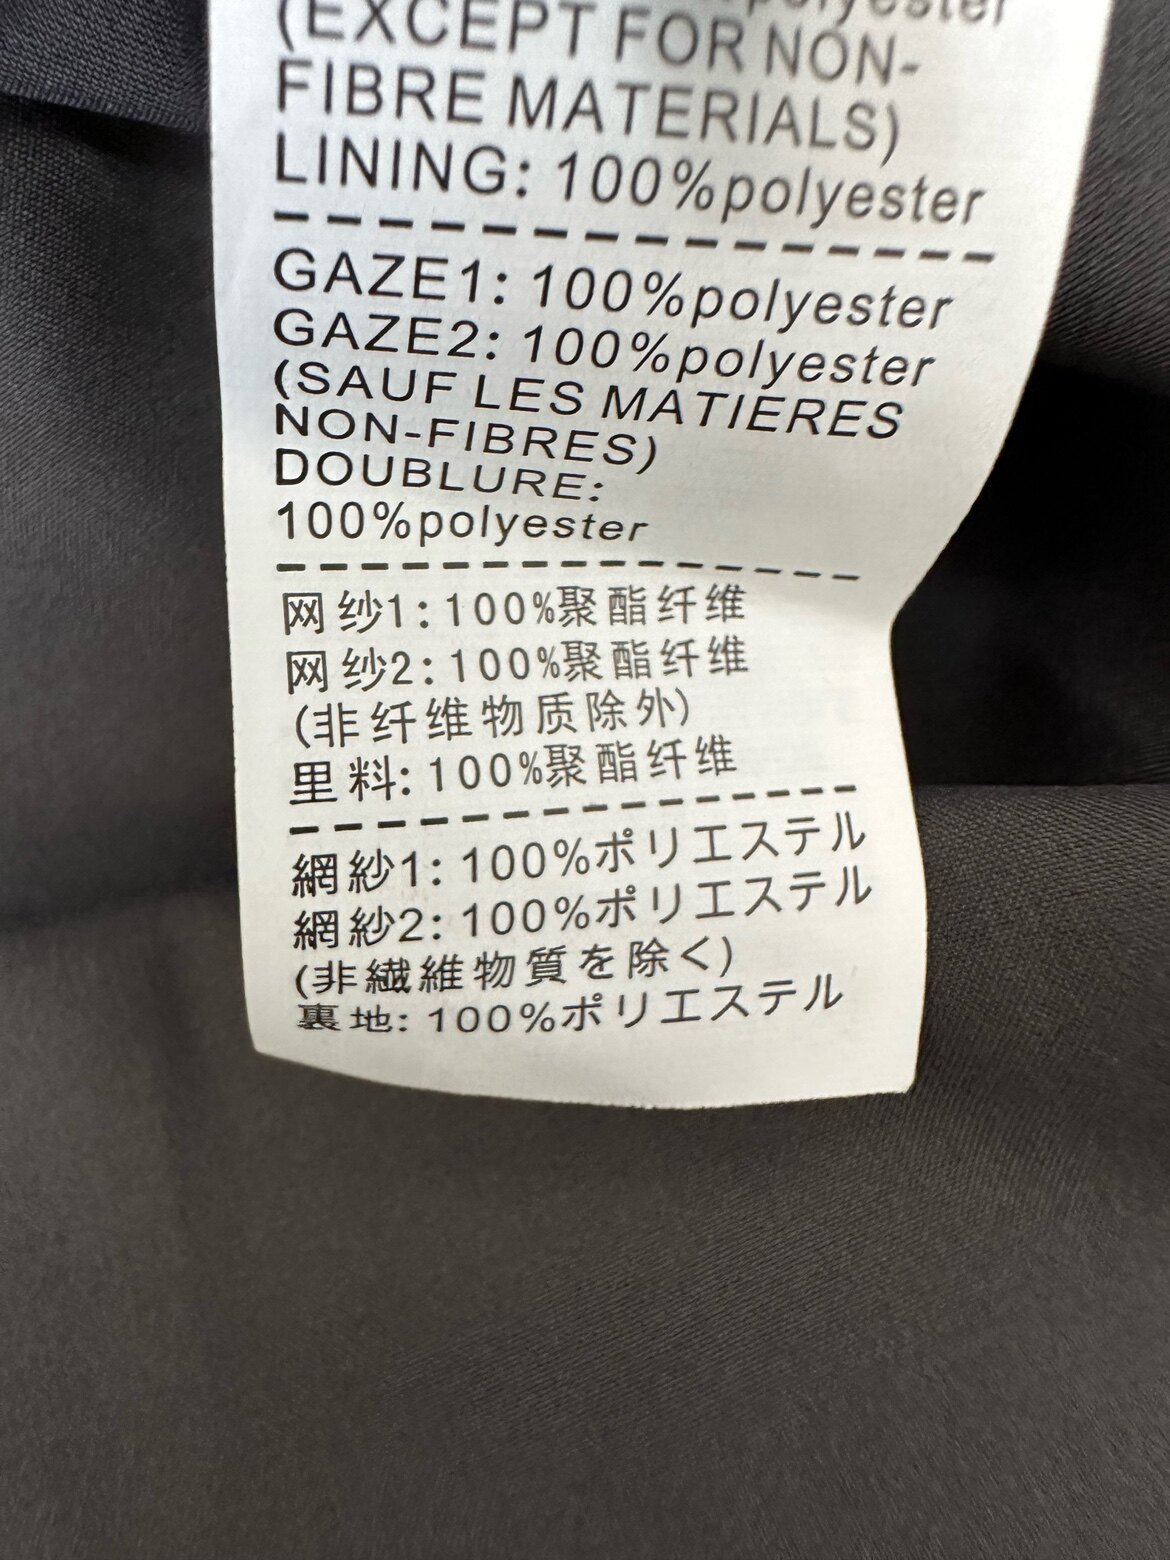 polyester
(EXCEPT FOR NON-
FIBRE MATERIALS)
LINING: 100%polyester
GAZE1: 100%polyester
GAZE2: 100%polyester
(SAUF LES MATIERES
NON-FIBRES)
DOUBLURE:
100%polyester
网纱1: 100%聚酯纤维
网纱2: 100%聚酯纤维
(非纤维物质除外)
里料: 100%聚酯纤维
網紗1: 100%ポリエステル
網紗2: 100%ポリエステル
(非繊維物質を除く)
裏地: 100%ポリエステル